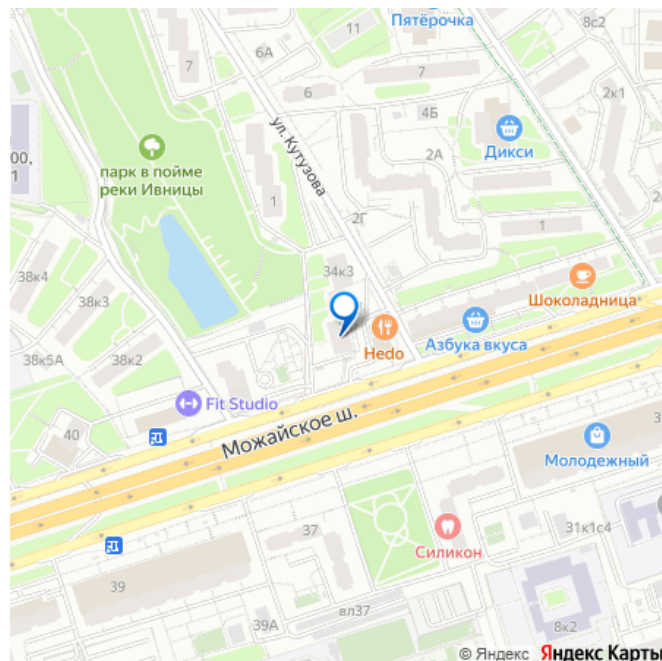 Пятёрочка
8с2
11
6А
7
7
6
2к1
4Б
ул. Кутузова
Дикси
парк в пойме
реки Ивницы
00,
1
2А
1
2Г
1
34к3
38к4
Шоколадница
38к3
Азбука вкуса
Hedo
38к5А
38к2
Fit Studio
Можайское ш.
40
Молодежный
Силикон
31к1с4
37
39
вл37
39А
8к2
© Яндекс Яндекс Карты